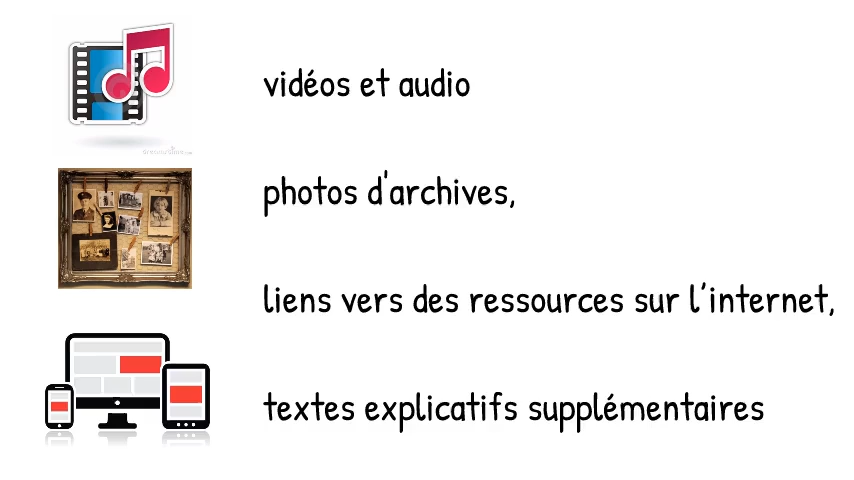 vidéos et audio
photos d'archives,
liens vers des ressources sur l'internet,
textes explicatifs supplémentaires